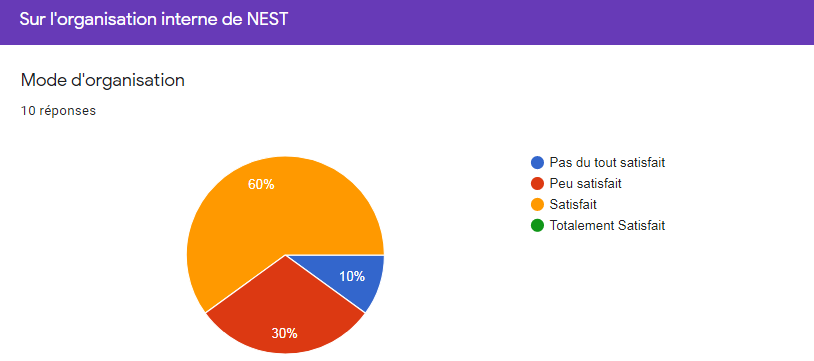 Sur l'organisation interne de NEST
Mode d'organisation
10 réponses
60%
10%
30%
Pas du tout satisfait
Peu satisfait
Satisfait
Totalement Satisfait